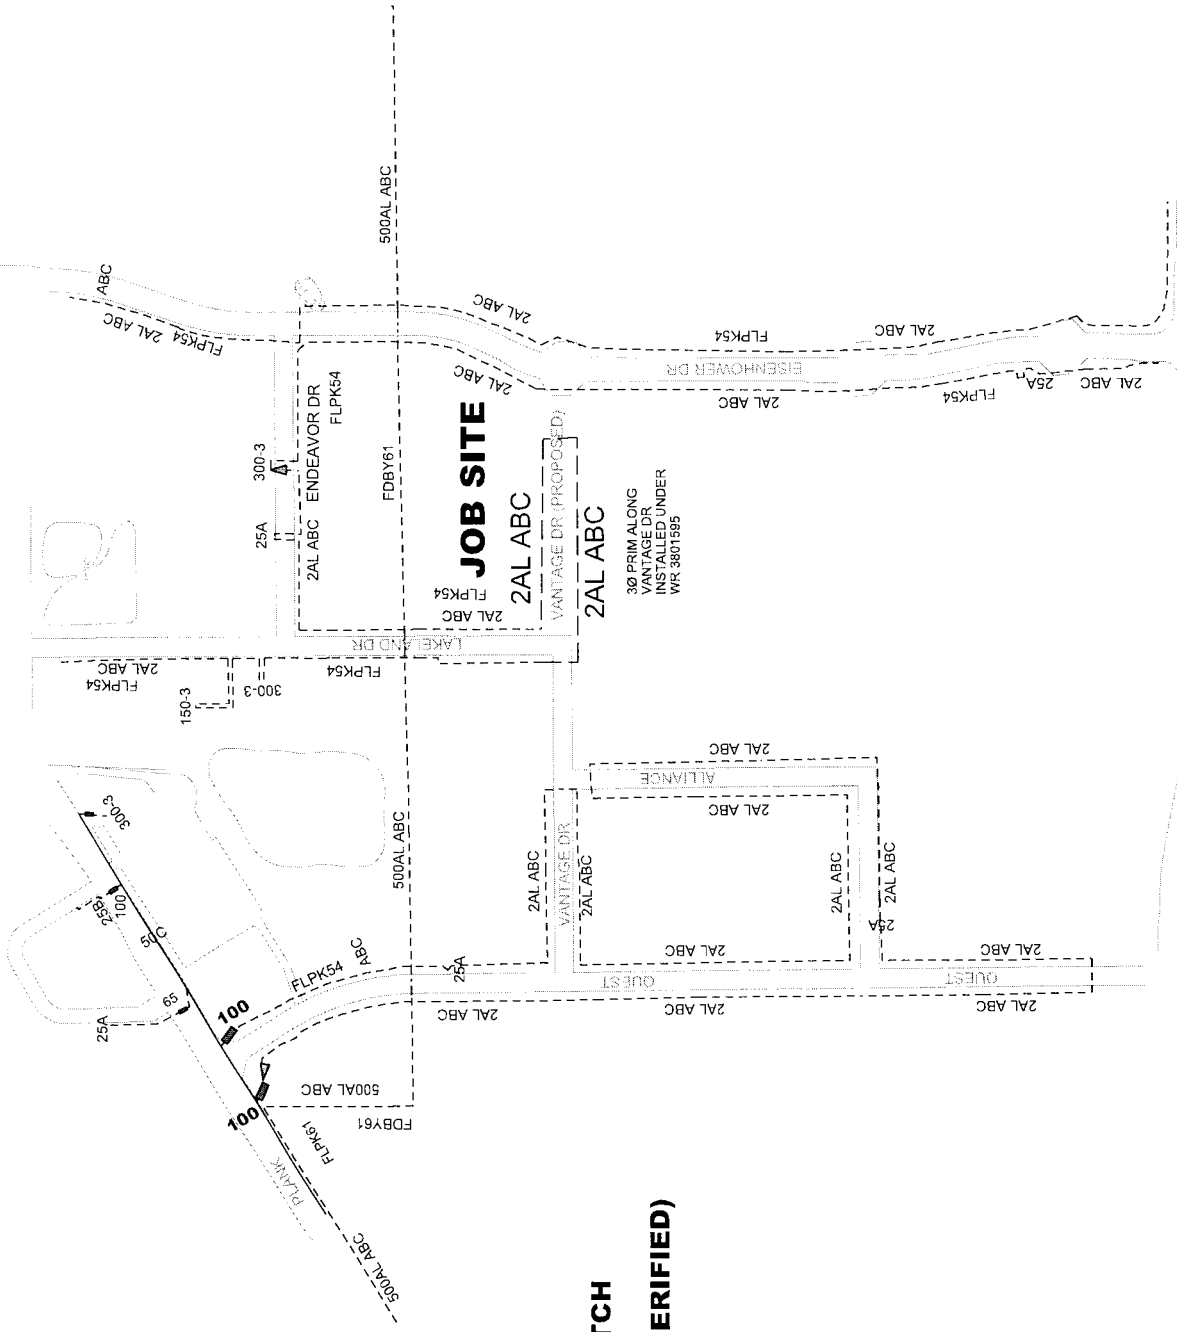 ABC
2AL ABC
FLPK54
500AL ABC
2AL ABC
2AL ABC
FLPK54
2AL ABC
EISENHOWER DR
2AL ABC
FLPK54
25A
2AL ABC
2AL ABC
300-3
25A
2AL ABC
ENDEAVOR DR
FLPK54
FDBY61
JOB SITE
FLPK54
2AL ABC
2AL ABC
VANTAGE DR (PROPOSED)
2AL ABC
3Ø PRIM ALONG
VANTAGE DR
INSTALLED UNDER
WR 3801595
LAKELAND DR
2AL ABC
FLPK54
150-3
300-3
FLPK54
300-3
25B
100
50C
65
25A
100
100
500AL ABC
FLPK54
ABC
25A
2AL ABC
2AL ABC
VANTAGE DR
2AL ABC
2AL ABC
ALLIANCE
2AL ABC
2AL ABC
2AL ABC
25A
2AL ABC
QUEST
2AL ABC
2AL ABC
QUEST
2AL ABC
2AL ABC
500AL ABC
FDBY61
FLPK61
PLANK
500AL ABC
TCH
ERIFIED)